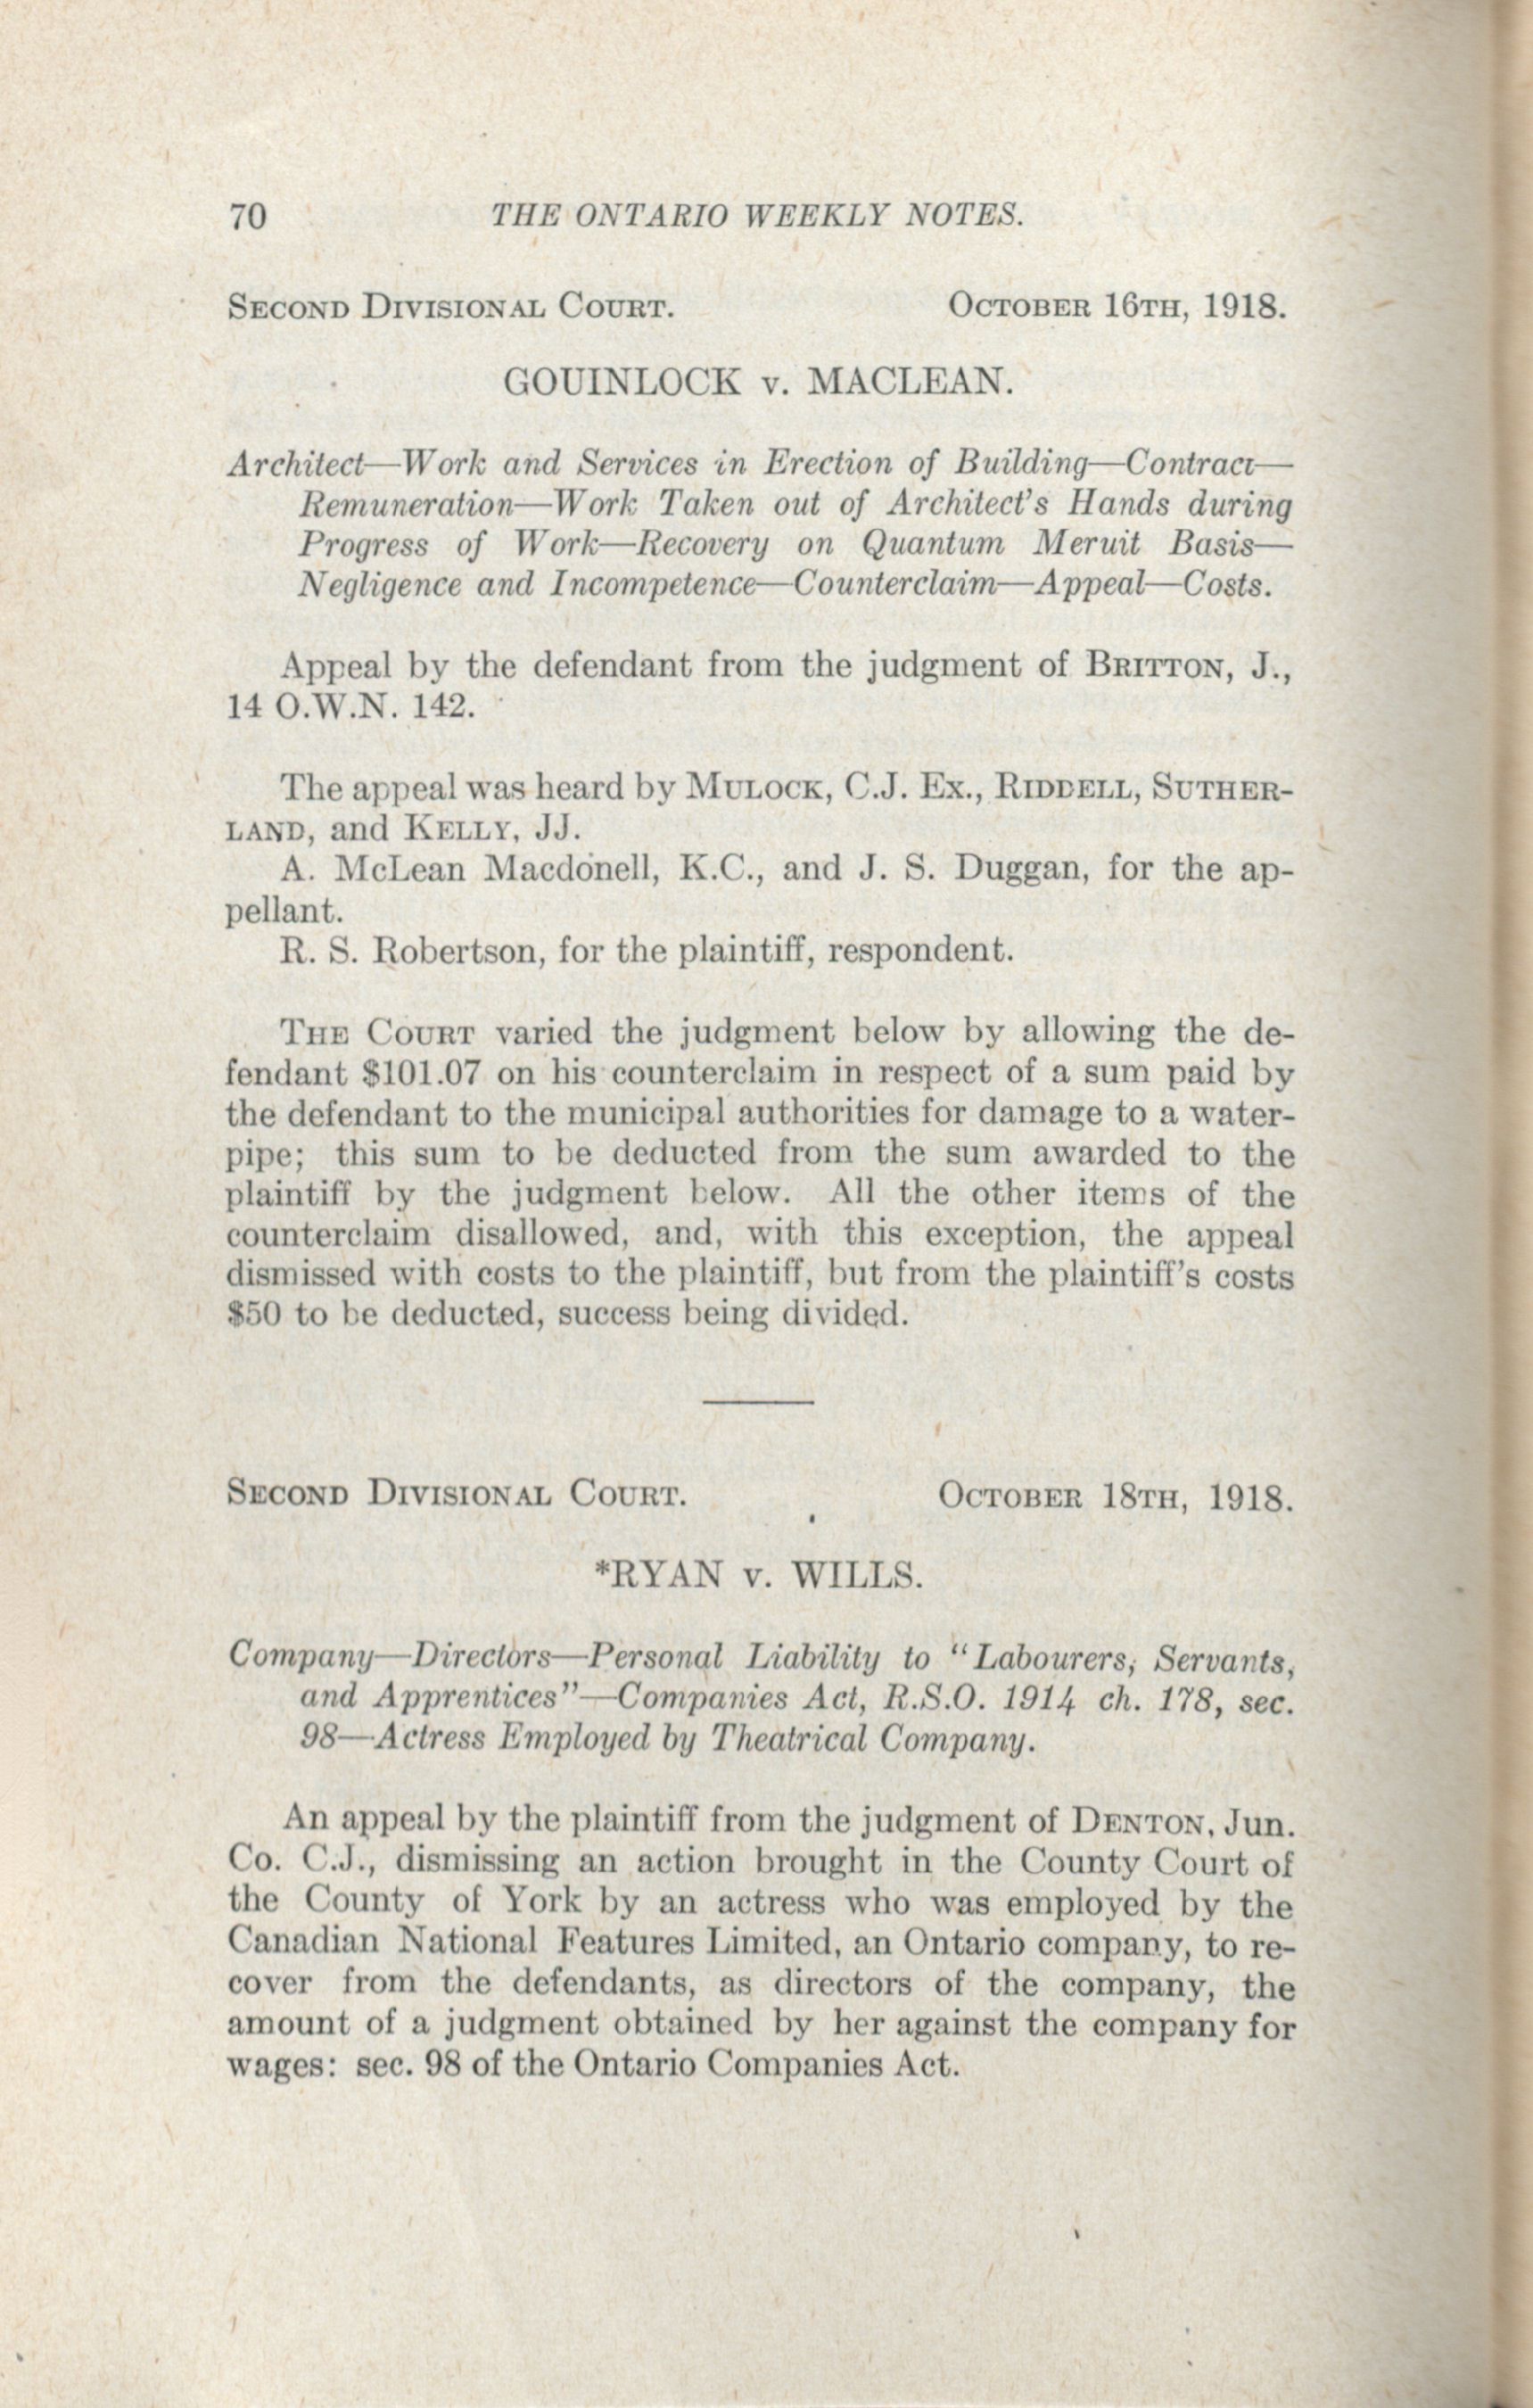 70 THE ONTARIO WEEKLY NOTES.
SECOND DIVISIONAL COURT. OCTOBER 16TH, 1918.
GOUINLOCK v. MACLEAN.
Architect—Work and Services in Erection of Building—Contract—
Remuneration—Work Taken out of Architect's Hands during
Progress of Work—Recovery on Quantum Meruit Basis—
Negligence and Incompetence—Counterclaim—Appeal—Costs.
Appeal by the defendant from the judgment of BRITTON, J.,
14 O.W.N. 142.
The appeal was heard by MULOCK, C.J. Ex., RIDDELL, SUTHER-
LAND, and KELLY, JJ.
A. McLean Macdonell, K.C., and J. S. Duggan, for the ap-
pellant.
R. S. Robertson, for the plaintiff, respondent.
THE COURT varied the judgment below by allowing the de-
fendant $101.07 on his counterclaim in respect of a sum paid by
the defendant to the municipal authorities for damage to a water-
pipe; this sum to be deducted from the sum awarded to the
plaintiff by the judgment below. All the other items of the
counterclaim disallowed, and, with this exception, the appeal
dismissed with costs to the plaintiff, but from the plaintiff's costs
$50 to be deducted, success being divided.
SECOND DIVISIONAL COURT. OCTOBER 18TH, 1918.
*RYAN v. WILLS.
Company—Directors—Personal Liability to "Labourers, Servants,
and Apprentices"—Companies Act, R.S.O. 1914 ch. 178, sec.
98—Actress Employed by Theatrical Company.
An appeal by the plaintiff from the judgment of DENTON, Jun.
Co. C.J., dismissing an action brought in the County Court of
the County of York by an actress who was employed by the
Canadian National Features Limited, an Ontario company, to re-
cover from the defendants, as directors of the company, the
amount of a judgment obtained by her against the company for
wages: sec. 98 of the Ontario Companies Act.